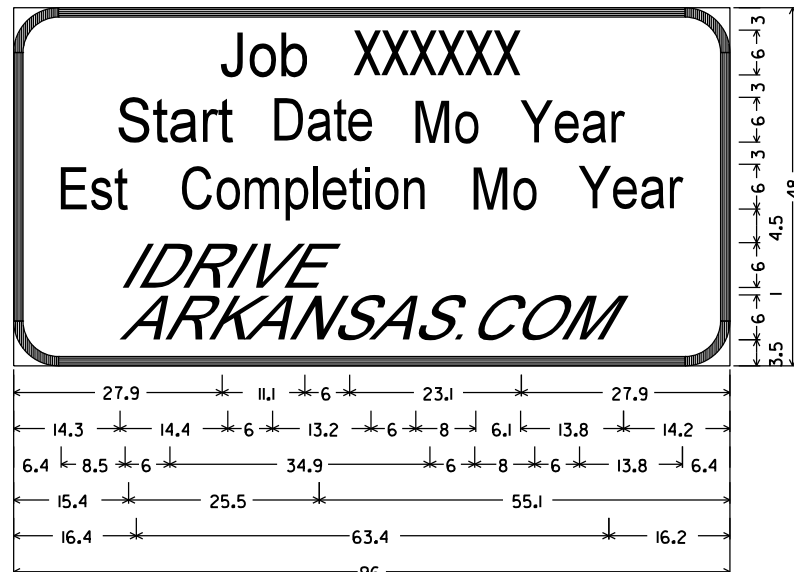 Job XXXXXX
Start Date Mo Year
Est Completion Mo Year
IDRIVE
ARKANSAS.COM
3
6
3
6
3
6
4.5
6
1
6
3.5
48
27.9 11.1 6 23.1 27.9
14.3 14.4 6 13.2 6 8 6.1 13.8 14.2
6.4 8.5 6 34.9 6 8 6 13.8 6.4
15.4 25.5 55.1
16.4 63.4 16.2
96